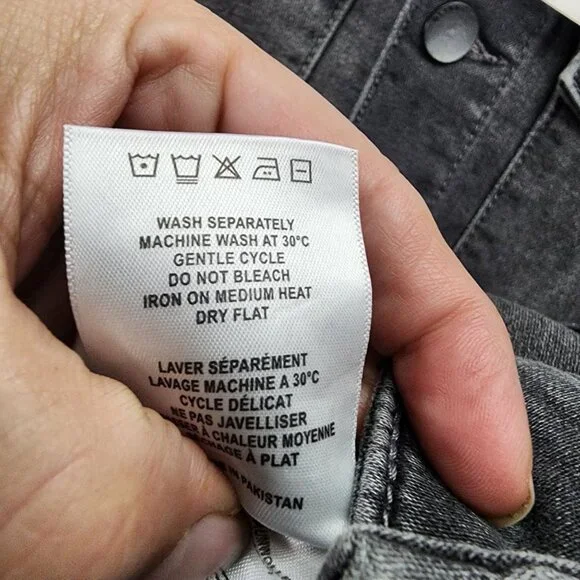 WASH SEPARATELY
MACHINE WASH AT 30°C
GENTLE CYCLE
DO NOT BLEACH
IRON ON MEDIUM HEAT
DRY FLAT
LAVER SÉPARÉMENT
LAVAGE MACHINE A 30°C
CYCLE DÉLICAT
NE PAS JAVELLISER
À CHALEUR MOYENNE
À PLAT
IN PAKISTAN